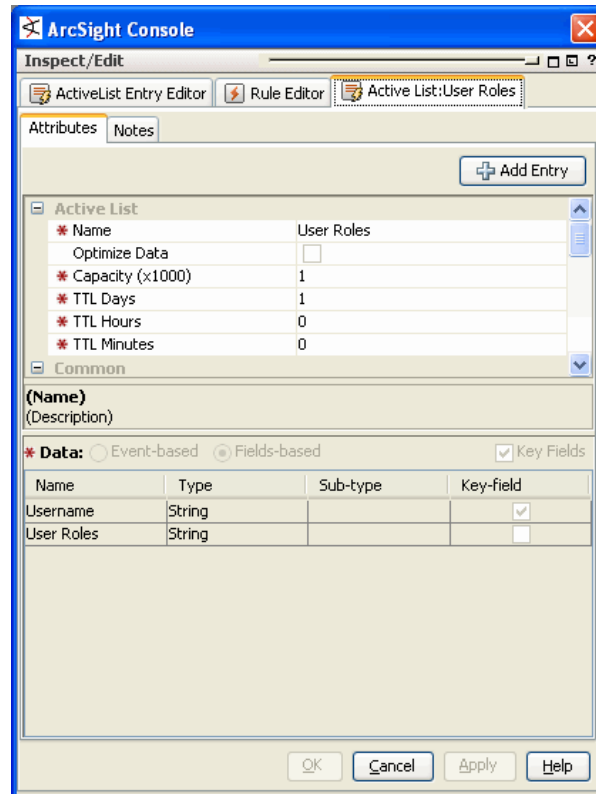 ArcSight Console
Inspect/Edit
ActiveList Entry Editor Rule Editor Active List:User Roles
Attributes Notes
Add Entry
Active List
* Name User Roles
Optimize Data
* Capacity (x1000) 1
* TTL Days 1
* TTL Hours 0
* TTL Minutes 0
Common
(Name)
(Description)
* Data: Event-based Fields-based Key Fields
Name Type Sub-type Key-field
Username String
User Roles String
OK Cancel Apply Help